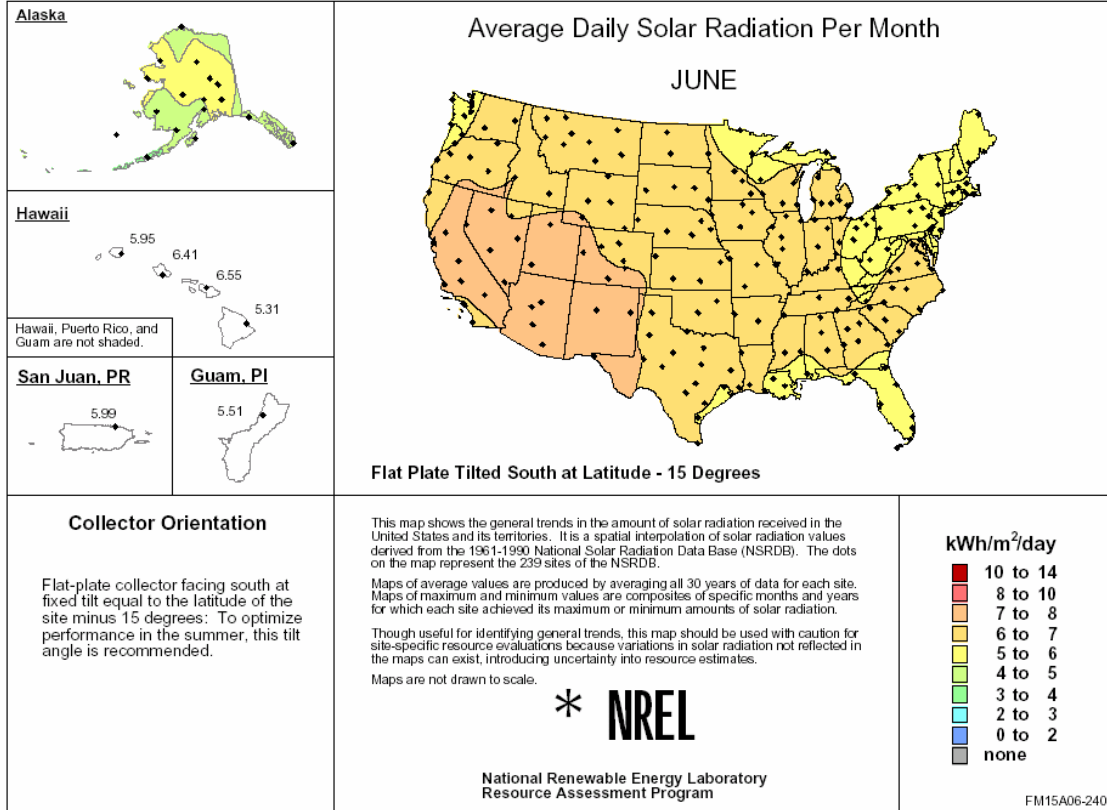 Alaska
Average Daily Solar Radiation Per Month
JUNE
Hawaii
5.95
6.41
6.55
5.31
Hawaii, Puerto Rico, and
Guam are not shaded.
San Juan, PR
5.99
Guam, PI
5.51
Flat Plate Tilted South at Latitude - 15 Degrees
Collector Orientation
Flat-plate collector facing south at
fixed tilt equal to the latitude of the
site minus 15 degrees: To optimize
performance in the summer, this tilt
angle is recommended.
This map shows the general trends in the amount of solar radiation received in the
United States and its territories. It is a spatial interpolation of solar radiation values
derived from the 1961-1990 National Solar Radiation Data Base (NSRDB). The dots
on the map represent the 239 sites of the NSRDB.
Maps of average values are produced by averaging all 30 years of data for each site.
Maps of maximum and minimum values are composites of specific months and years
for which each site achieved its maximum or minimum amounts of solar radiation.
Though useful for identifying general trends, this map should be used with caution for
site-specific resource evaluations because variations in solar radiation not reflected in
the maps can exist, introducing uncertainty into resource estimates.
Maps are not drawn to scale.
* NREL
National Renewable Energy Laboratory
Resource Assessment Program
kWh/m²/day
10 to 14
8 to 10
7 to 8
6 to 7
5 to 6
4 to 5
3 to 4
2 to 3
0 to 2
none
FM15A06-240